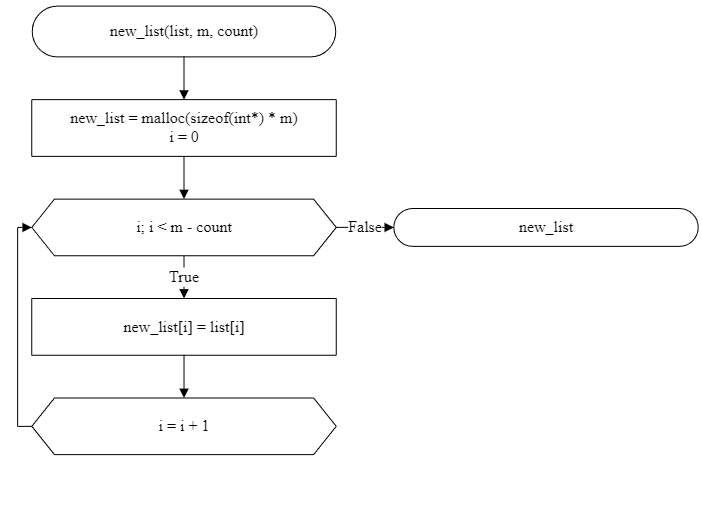 new_list(list, m, count)
new_list = malloc(sizeof(int*) * m)
i = 0
i; i < m - count
False
new_list
True
new_list[i] = list[i]
i = i + 1